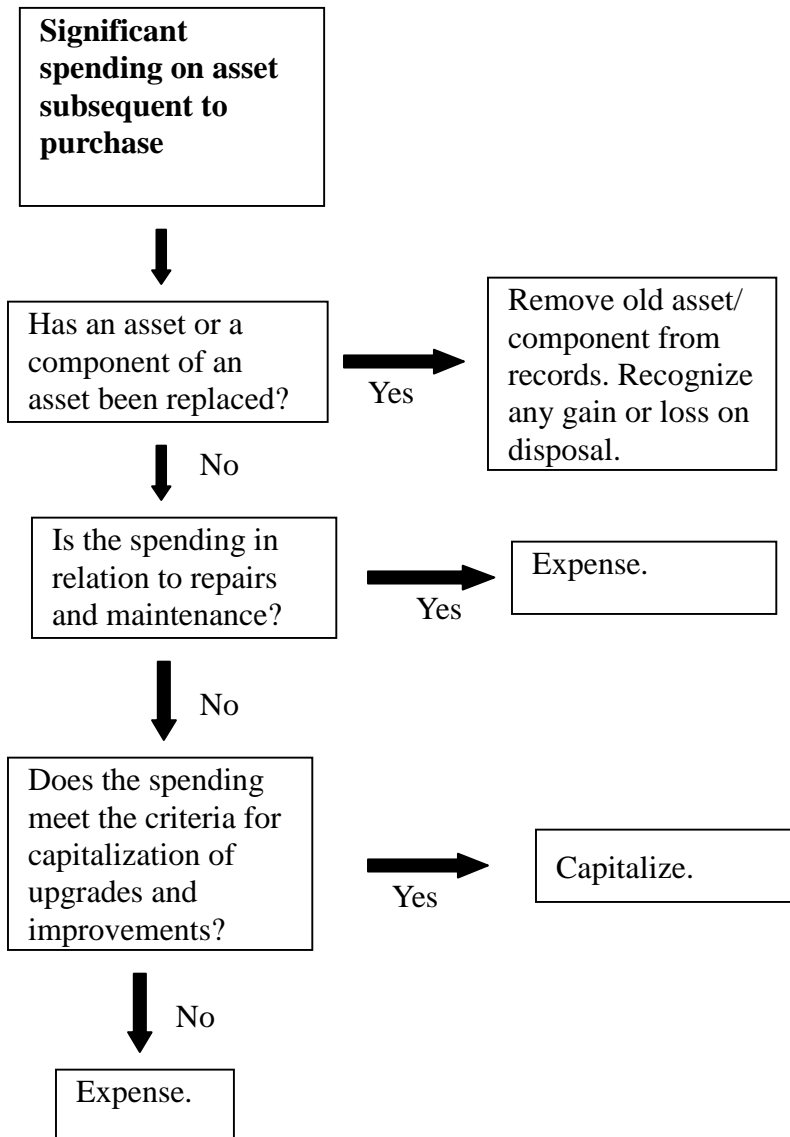 Significant
spending on asset
subsequent to
purchase
Has an asset or a
component of an
asset been replaced?
Yes
Remove old asset/
component from
records. Recognize
any gain or loss on
disposal.
No
Is the spending in
relation to repairs
and maintenance?
Yes
Expense.
No
Does the spending
meet the criteria for
capitalization of
upgrades and
improvements?
Yes
Capitalize.
No
Expense.